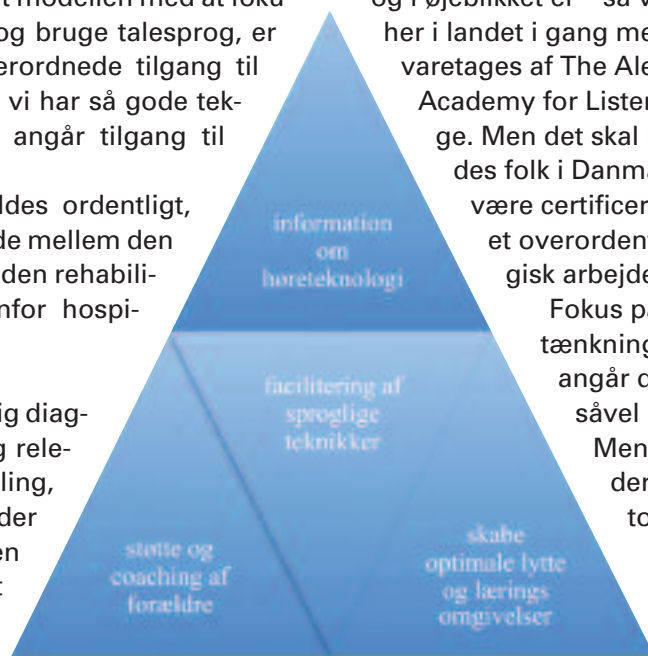 t modellen med at foku
og bruge talesprog, er
erordnede tilgang til
vi har så gode tek-
angår tilgang til
ldes ordentligt,
de mellem den
den rehabili-
nfor hospi-
ig diag-
g rele-
ling,
der
en
t
information
om
høreteknologi
facilitering af
sproglige
teknikker
støtte og
coaching af
forældre
skabe
optimale lytte
og lærings
omgivelser
og i øjeblikket er
så v
her i landet i gang me
varetages af The Ale
Academy for Lister
ge. Men det skal
des folk i Danma
være certificer
et overordent
gisk arbejde
Fokus på
tænkning
angår d
såvel
Men
der
to